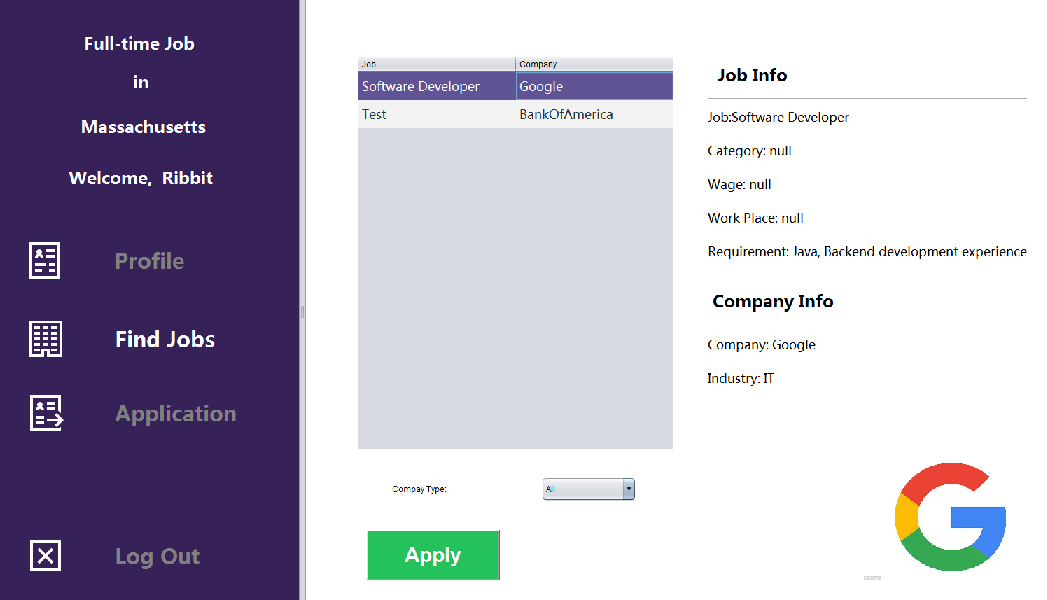 Full-time Job
in
Massachusetts
Welcome, Ribbit
Profile
Find Jobs
Application
Log Out
Job Company
Software Developer Google
Test BankOfAmerica
Compay Type: All
Apply
Job Info
Job:Software Developer
Category: null
Wage: null
Work Place: null
Requirement: Java, Backend development experience
Company Info
Company: Google
Industry: IT